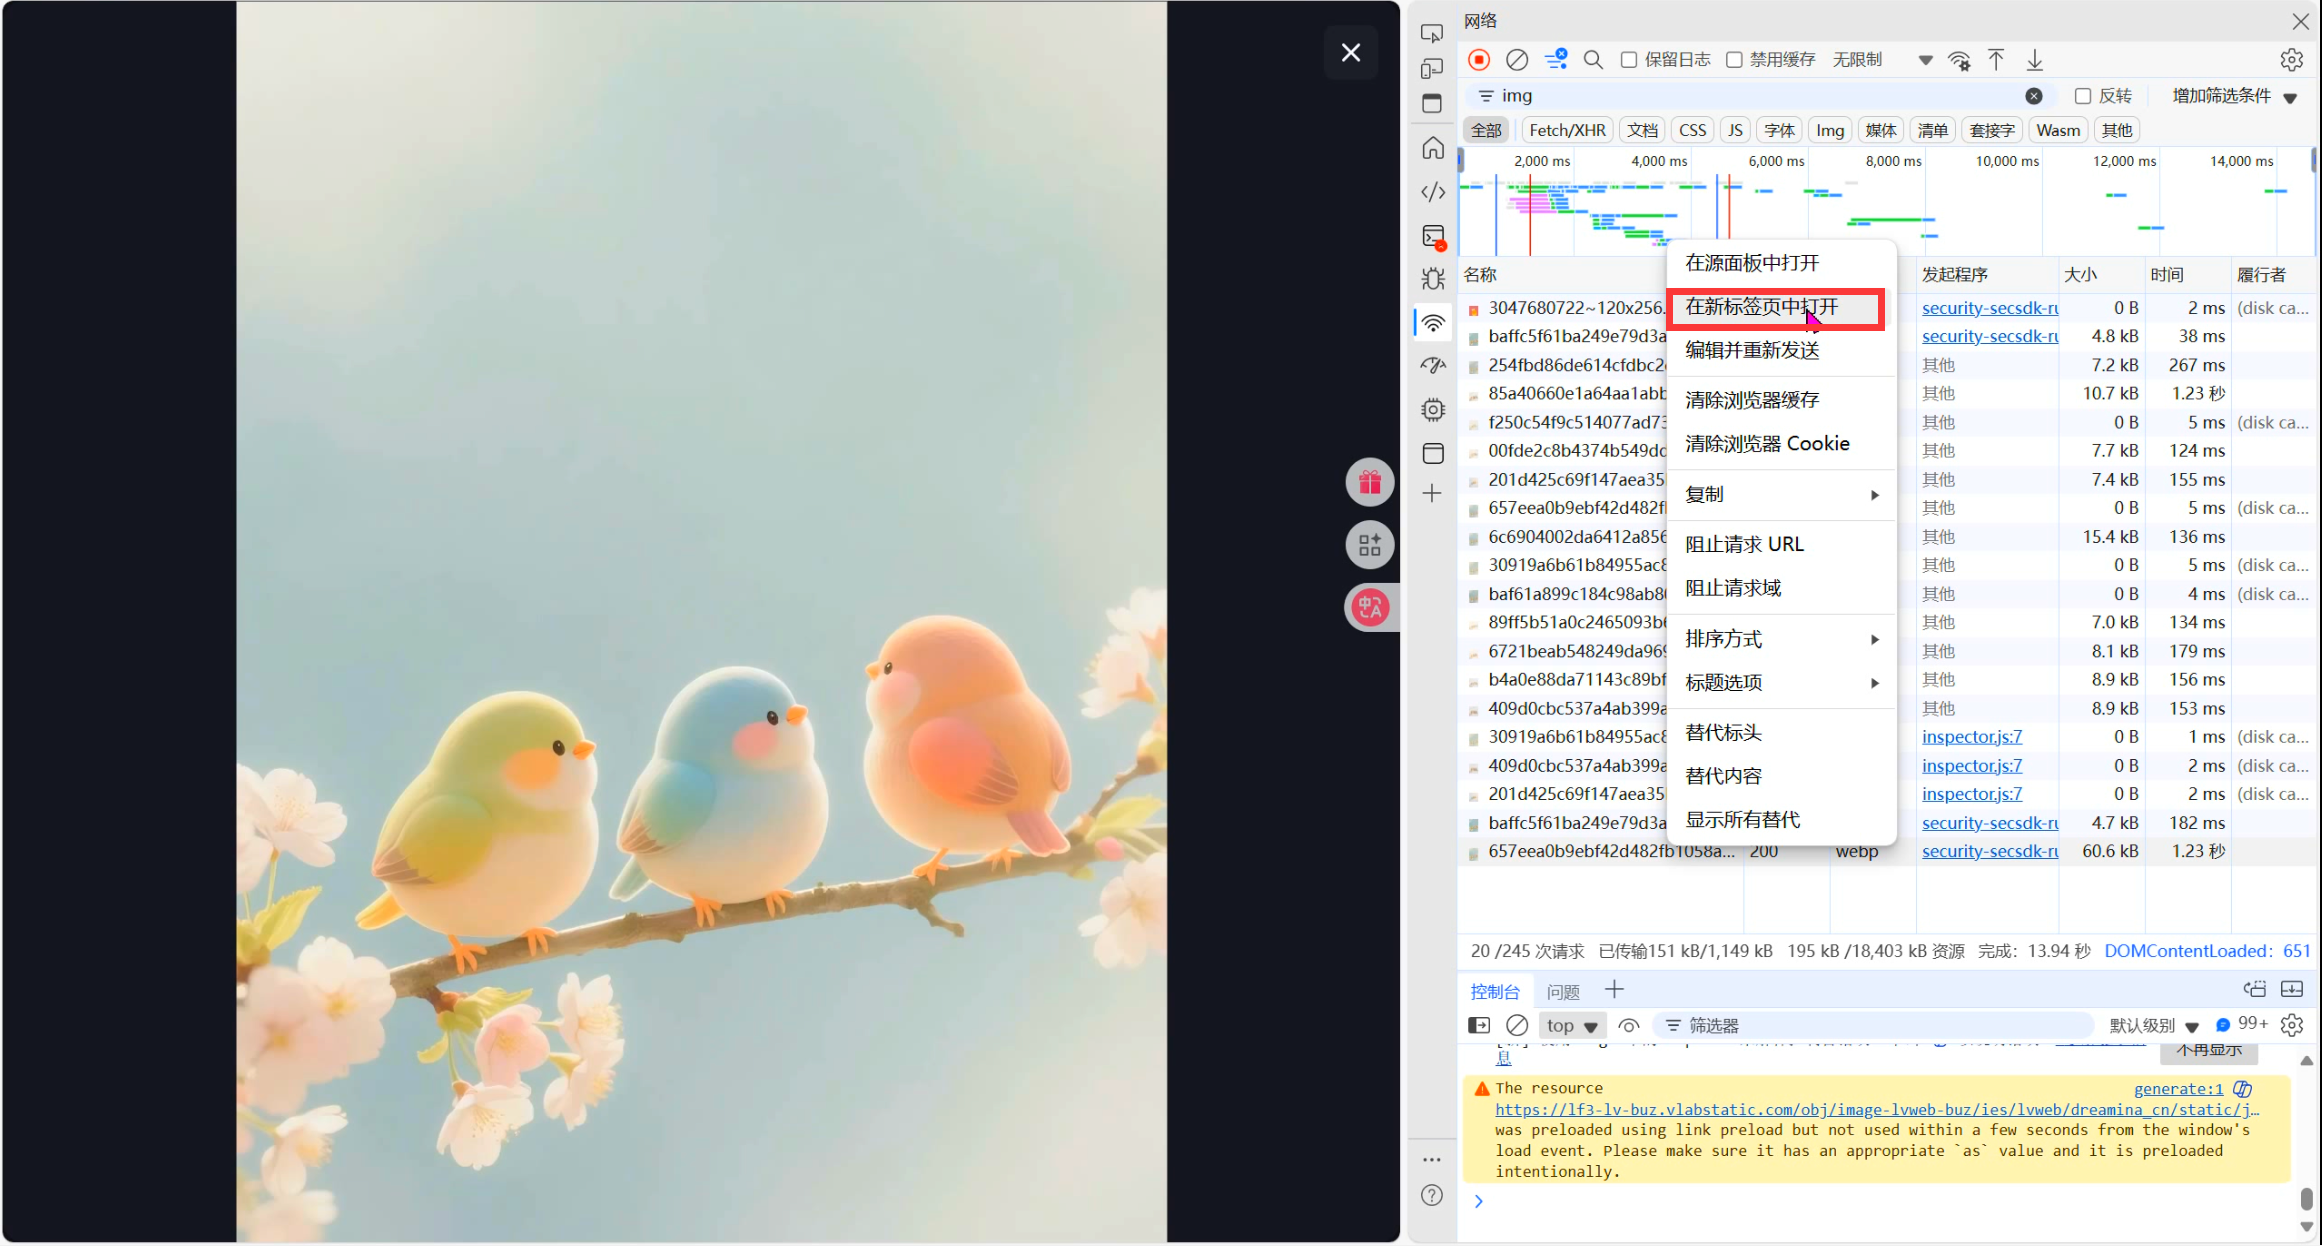 网络
保留日志 禁用缓存 无限制
img 反转 增加筛选条件
全部 Fetch/XHR 文档 CSS JS 字体 Img 媒体 清单 套接字 Wasm 其他
2,000 ms 4,000 ms 6,000 ms 8,000 ms 10,000 ms 12,000 ms 14,000 ms
名称 发起程序 大小 时间 履行者
3047680722~120x256. security-secsdk-ru 0 B 2 ms (disk ca...
baffc5f61ba249e79d3a security-secsdk-ru 4.8 kB 38 ms
254fbd86de614cfdbc2 其他 7.2 kB 267 ms
85a40660e1a64aa1abb 其他 10.7 kB 1.23 秒
f250c54f9c514077ad73 其他 0 B 5 ms (disk ca...
00fde2c8b4374b549dc 其他 7.7 kB 124 ms
201d425c69f147aea35 其他 7.4 kB 155 ms
657eea0b9ebf42d482f 其他 0 B 5 ms (disk ca...
6c6904002da6412a856 其他 15.4 kB 136 ms
30919a6b61b84955ac8 其他 0 B 5 ms (disk ca...
baf61a899c184c98ab8 其他 0 B 4 ms (disk ca...
89ff5b51a0c2465093b 其他 7.0 kB 134 ms
6721beab548249da969 其他 8.1 kB 179 ms
b4a0e88da71143c89bf 其他 8.9 kB 156 ms
409d0cbc537a4ab399a 其他 8.9 kB 153 ms
30919a6b61b84955ac8 inspector.js:7 0 B 1 ms (disk ca...
409d0cbc537a4ab399a inspector.js:7 0 B 2 ms (disk ca...
201d425c69f147aea35 inspector.js:7 0 B 2 ms (disk ca...
baffc5f61ba249e79d3a security-secsdk-ru 4.7 kB 182 ms
657eea0b9ebf42d482fb1058a... 200 webp security-secsdk-ru 60.6 kB 1.23 秒
在源面板中打开
在新标签页中打开
编辑并重新发送
清除浏览器缓存
清除浏览器 Cookie
复制
阻止请求 URL
阻止请求域
排序方式
标题选项
替代标头
替代内容
显示所有替代
20 /245 次请求 已传输151 kB/1,149 kB 195 kB /18,403 kB 资源 完成：13.94 秒 DOMContentLoaded：651
控制台 问题
top 筛选器 默认级别 99+
息 不再显示
The resource generate:1
https://lf3-lv-buz.vlabstatic.com/obj/image-lvweb-buz/ies/lvweb/dreamina_cn/static/j…
was preloaded using link preload but not used within a few seconds from the window's
load event. Please make sure it has an appropriate `as` value and it is preloaded
intentionally.